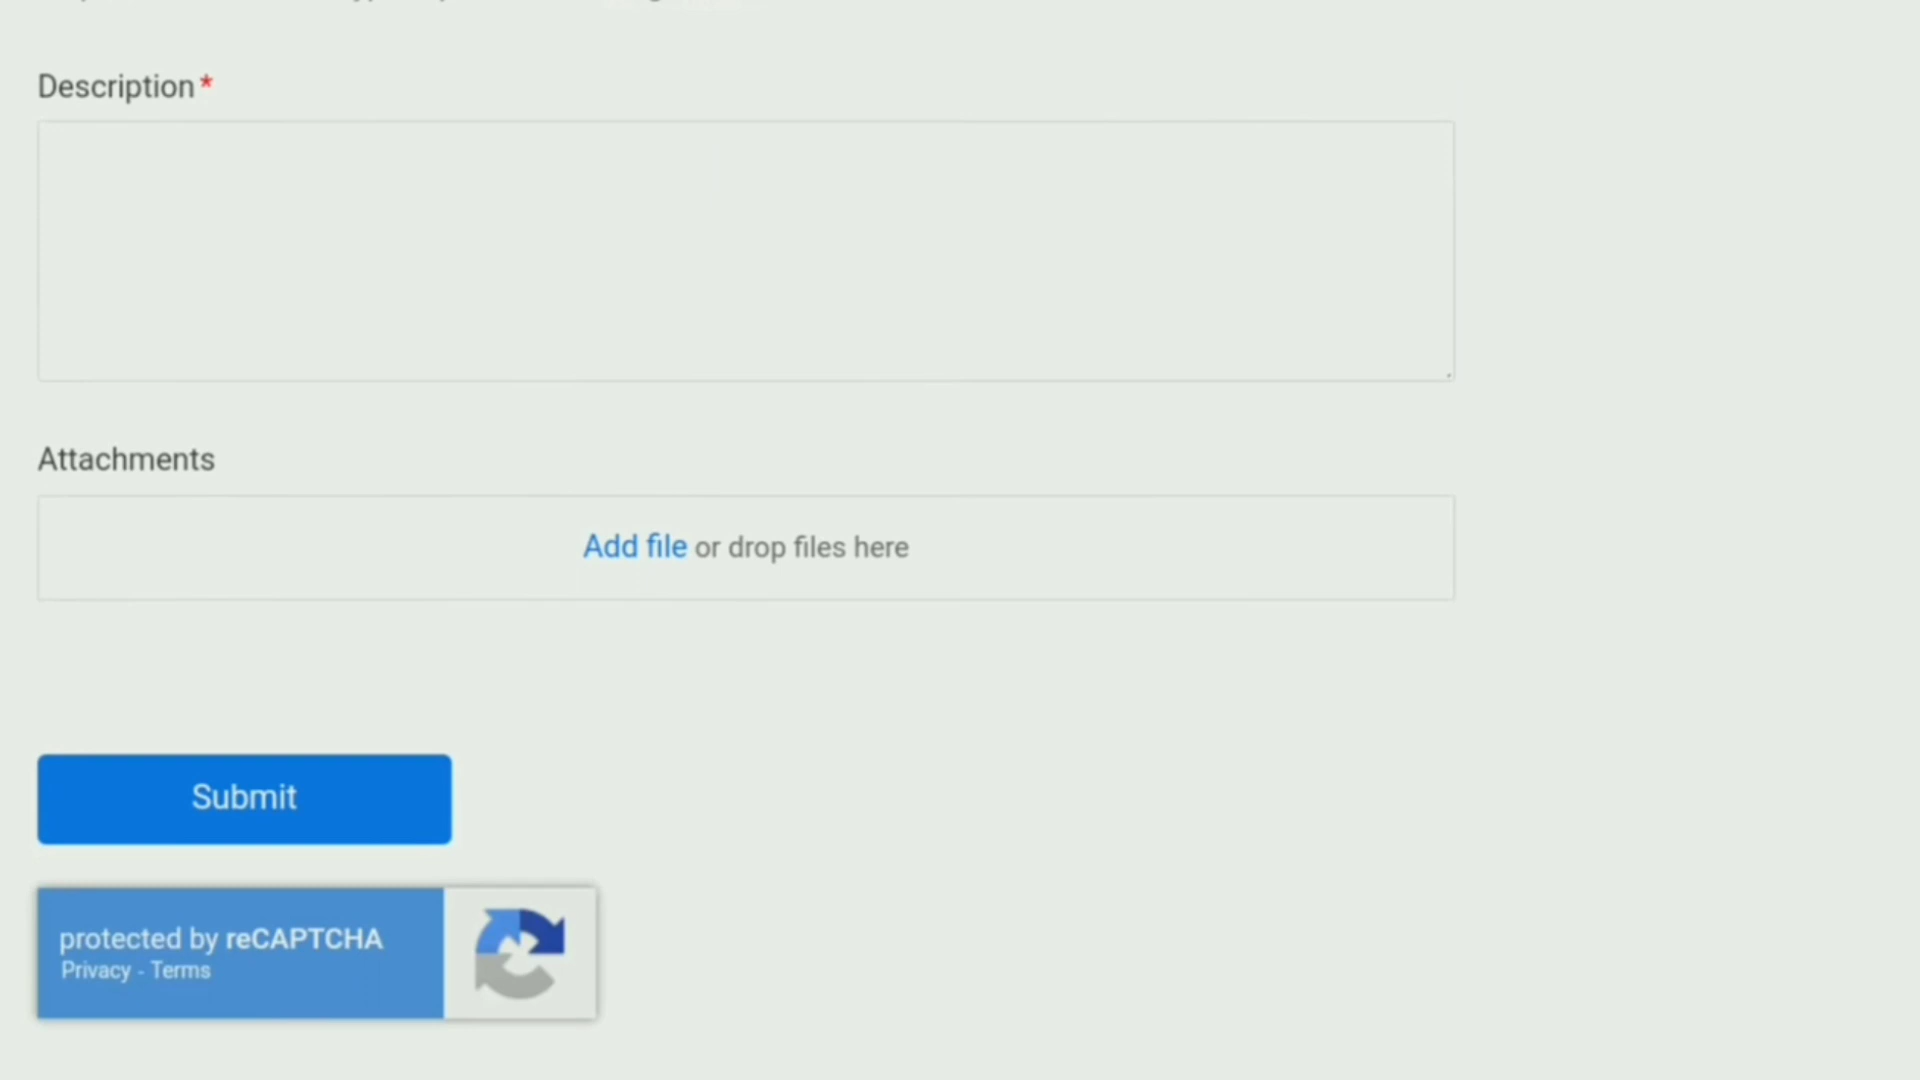 Description*
Attachments
Add file or drop files here
Submit
protected by reCAPTCHA
Privacy - Terms